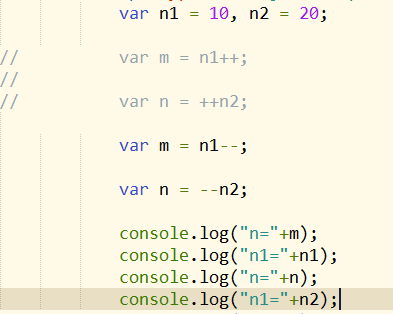 var n1 = 10, n2 = 20;
// var m = n1++;
//
// var n = ++n2;
var m = n1--;
var n = --n2;
console.log("n="+m);
console.log("n1="+n1);
console.log("n="+n);
console.log("n1="+n2);